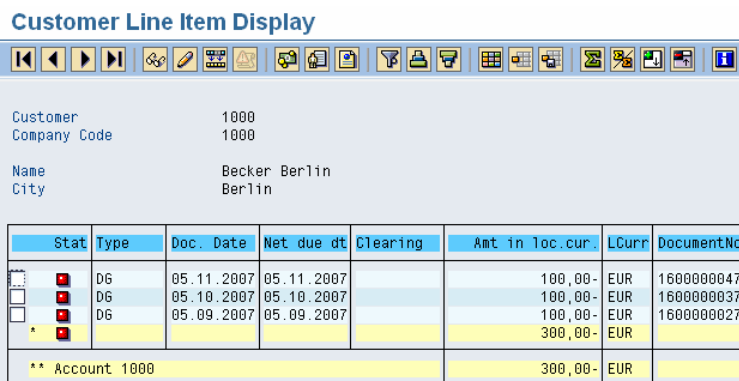 Customer Line Item Display
Customer 1000
Company Code 1000
Name Becker Berlin
City Berlin
Stat Type Doc. Date Net due dt Clearing Amt in loc.cur. LCurr DocumentNo
DG 05.11.2007 05.11.2007 100,00- EUR 1600000047
DG 05.10.2007 05.10.2007 100,00- EUR 1600000037
DG 05.09.2007 05.09.2007 100,00- EUR 1600000027
* 300,00- EUR
** Account 1000 300,00- EUR